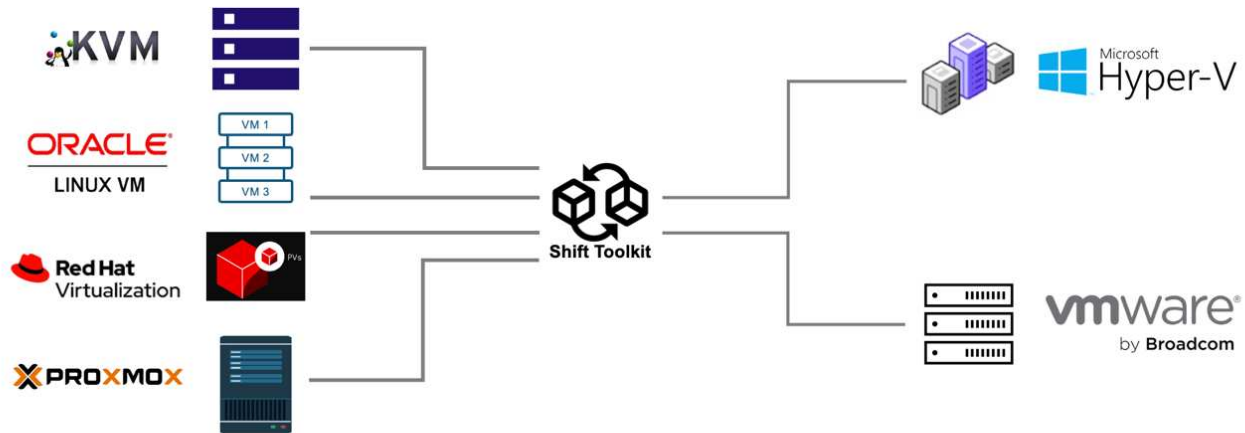 KVM
ORACLE®
LINUX VM
VM 1
VM 2
VM 3
Red Hat
Virtualization
PVs
PROXMOX
Shift Toolkit
Microsoft
Hyper-V
vmware®
by Broadcom